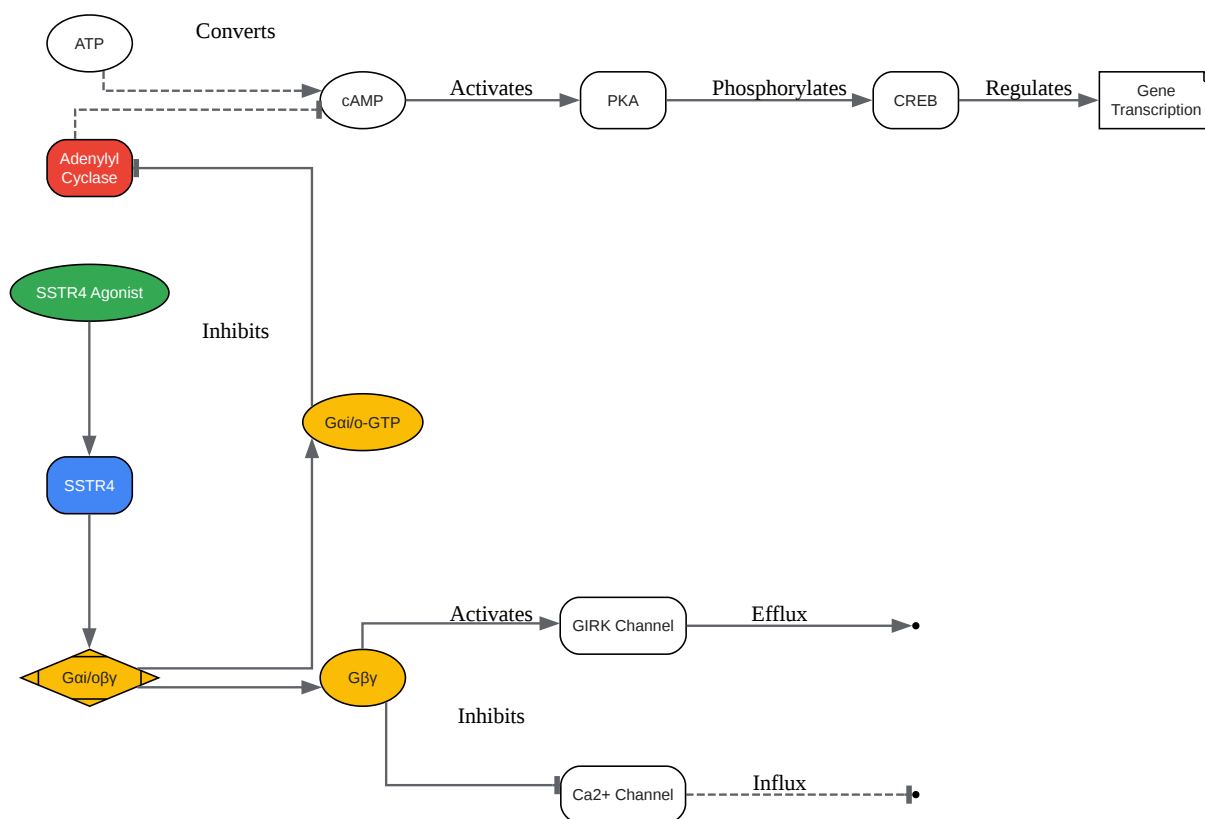 ATP
Converts
cAMP
Activates
PKA
Phosphorylates
CREB
Regulates
Gene
Transcription
Adenylyl
Cyclase
SSTR4 Agonist
Inhibits
Gαi/o-GTP
SSTR4
Gαi/oβγ
Gβγ
Activates
GIRK Channel
Efflux
Inhibits
Ca2+ Channel
Influx